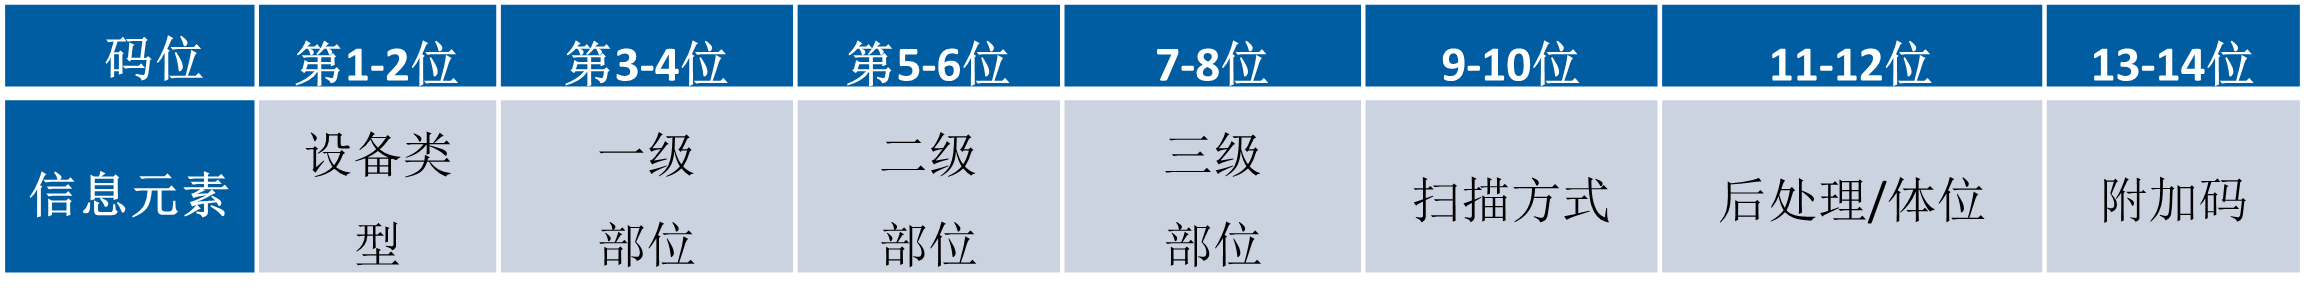 码位 第1-2位 第3-4位 第5-6位 7-8位 9-10位 11-12位 13-14位
信息元素 设备类 一级 二级 三级 扫描方式 后处理/体位 附加码
型 部位 部位 部位